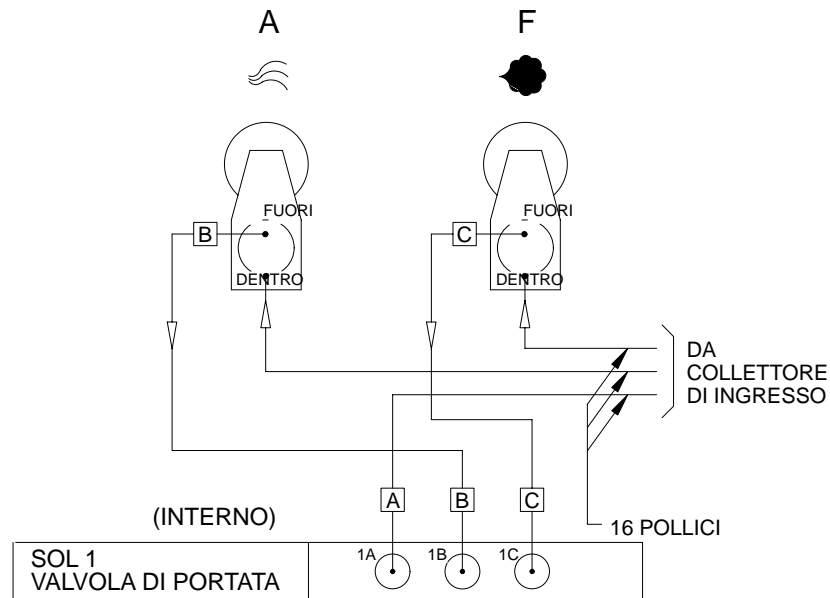 A F
FUORI FUORI
B C
DENTRO DENTRO
DA
COLLETTORE
DI INGRESSO
A B C
(INTERNO) 16 POLLICI
1A 1B 1C
SOL 1
VALVOLA DI PORTATA